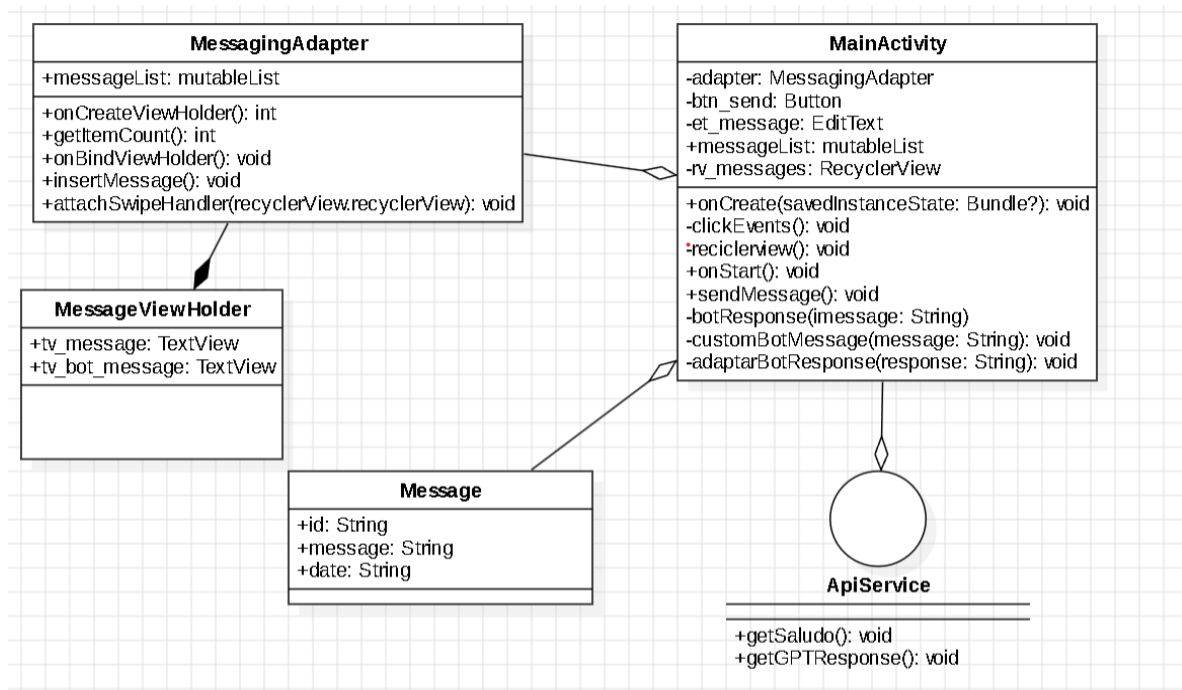 MessagingAdapter
+messageList: mutableList
+onCreateViewHolder(): int
+getItemCount(): int
+onBindViewHolder(): void
+insertMessage(): void
+attachSwipeHandler(recyclerView.recyclerView): void
MainActivity
-adapter: MessagingAdapter
-btn_send: Button
-et_message: EditText
+messageList: mutableList
-rv_messages: RecyclerView
+onCreate(savedInstanceState: Bundle?): void
-clickEvents(): void
-reciclerview(): void
+onStart(): void
+sendMessage(): void
-botResponse(imessage: String)
-customBotMessage(message: String): void
-adaptarBotResponse(response: String): void
MessageViewHolder
+tv_message: TextView
+tv_bot_message: TextView
Message
+id: String
+message: String
+date: String
ApiService
+getSaludo(): void
+getGPTResponse(): void